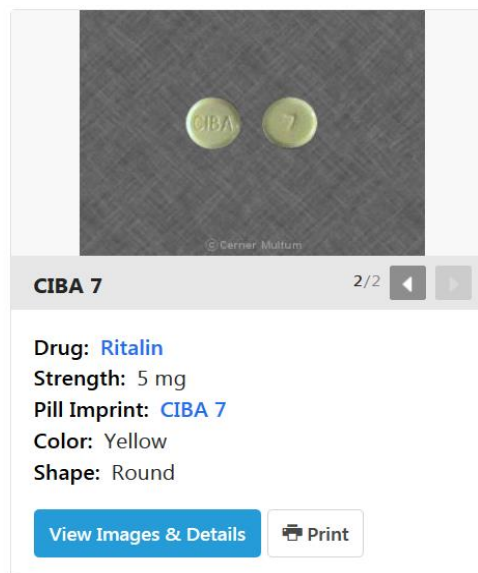 CIBA
7
© Cerner Multum
CIBA 7
2/2
Drug: Ritalin
Strength: 5 mg
Pill Imprint: CIBA 7
Color: Yellow
Shape: Round
View Images & Details
Print